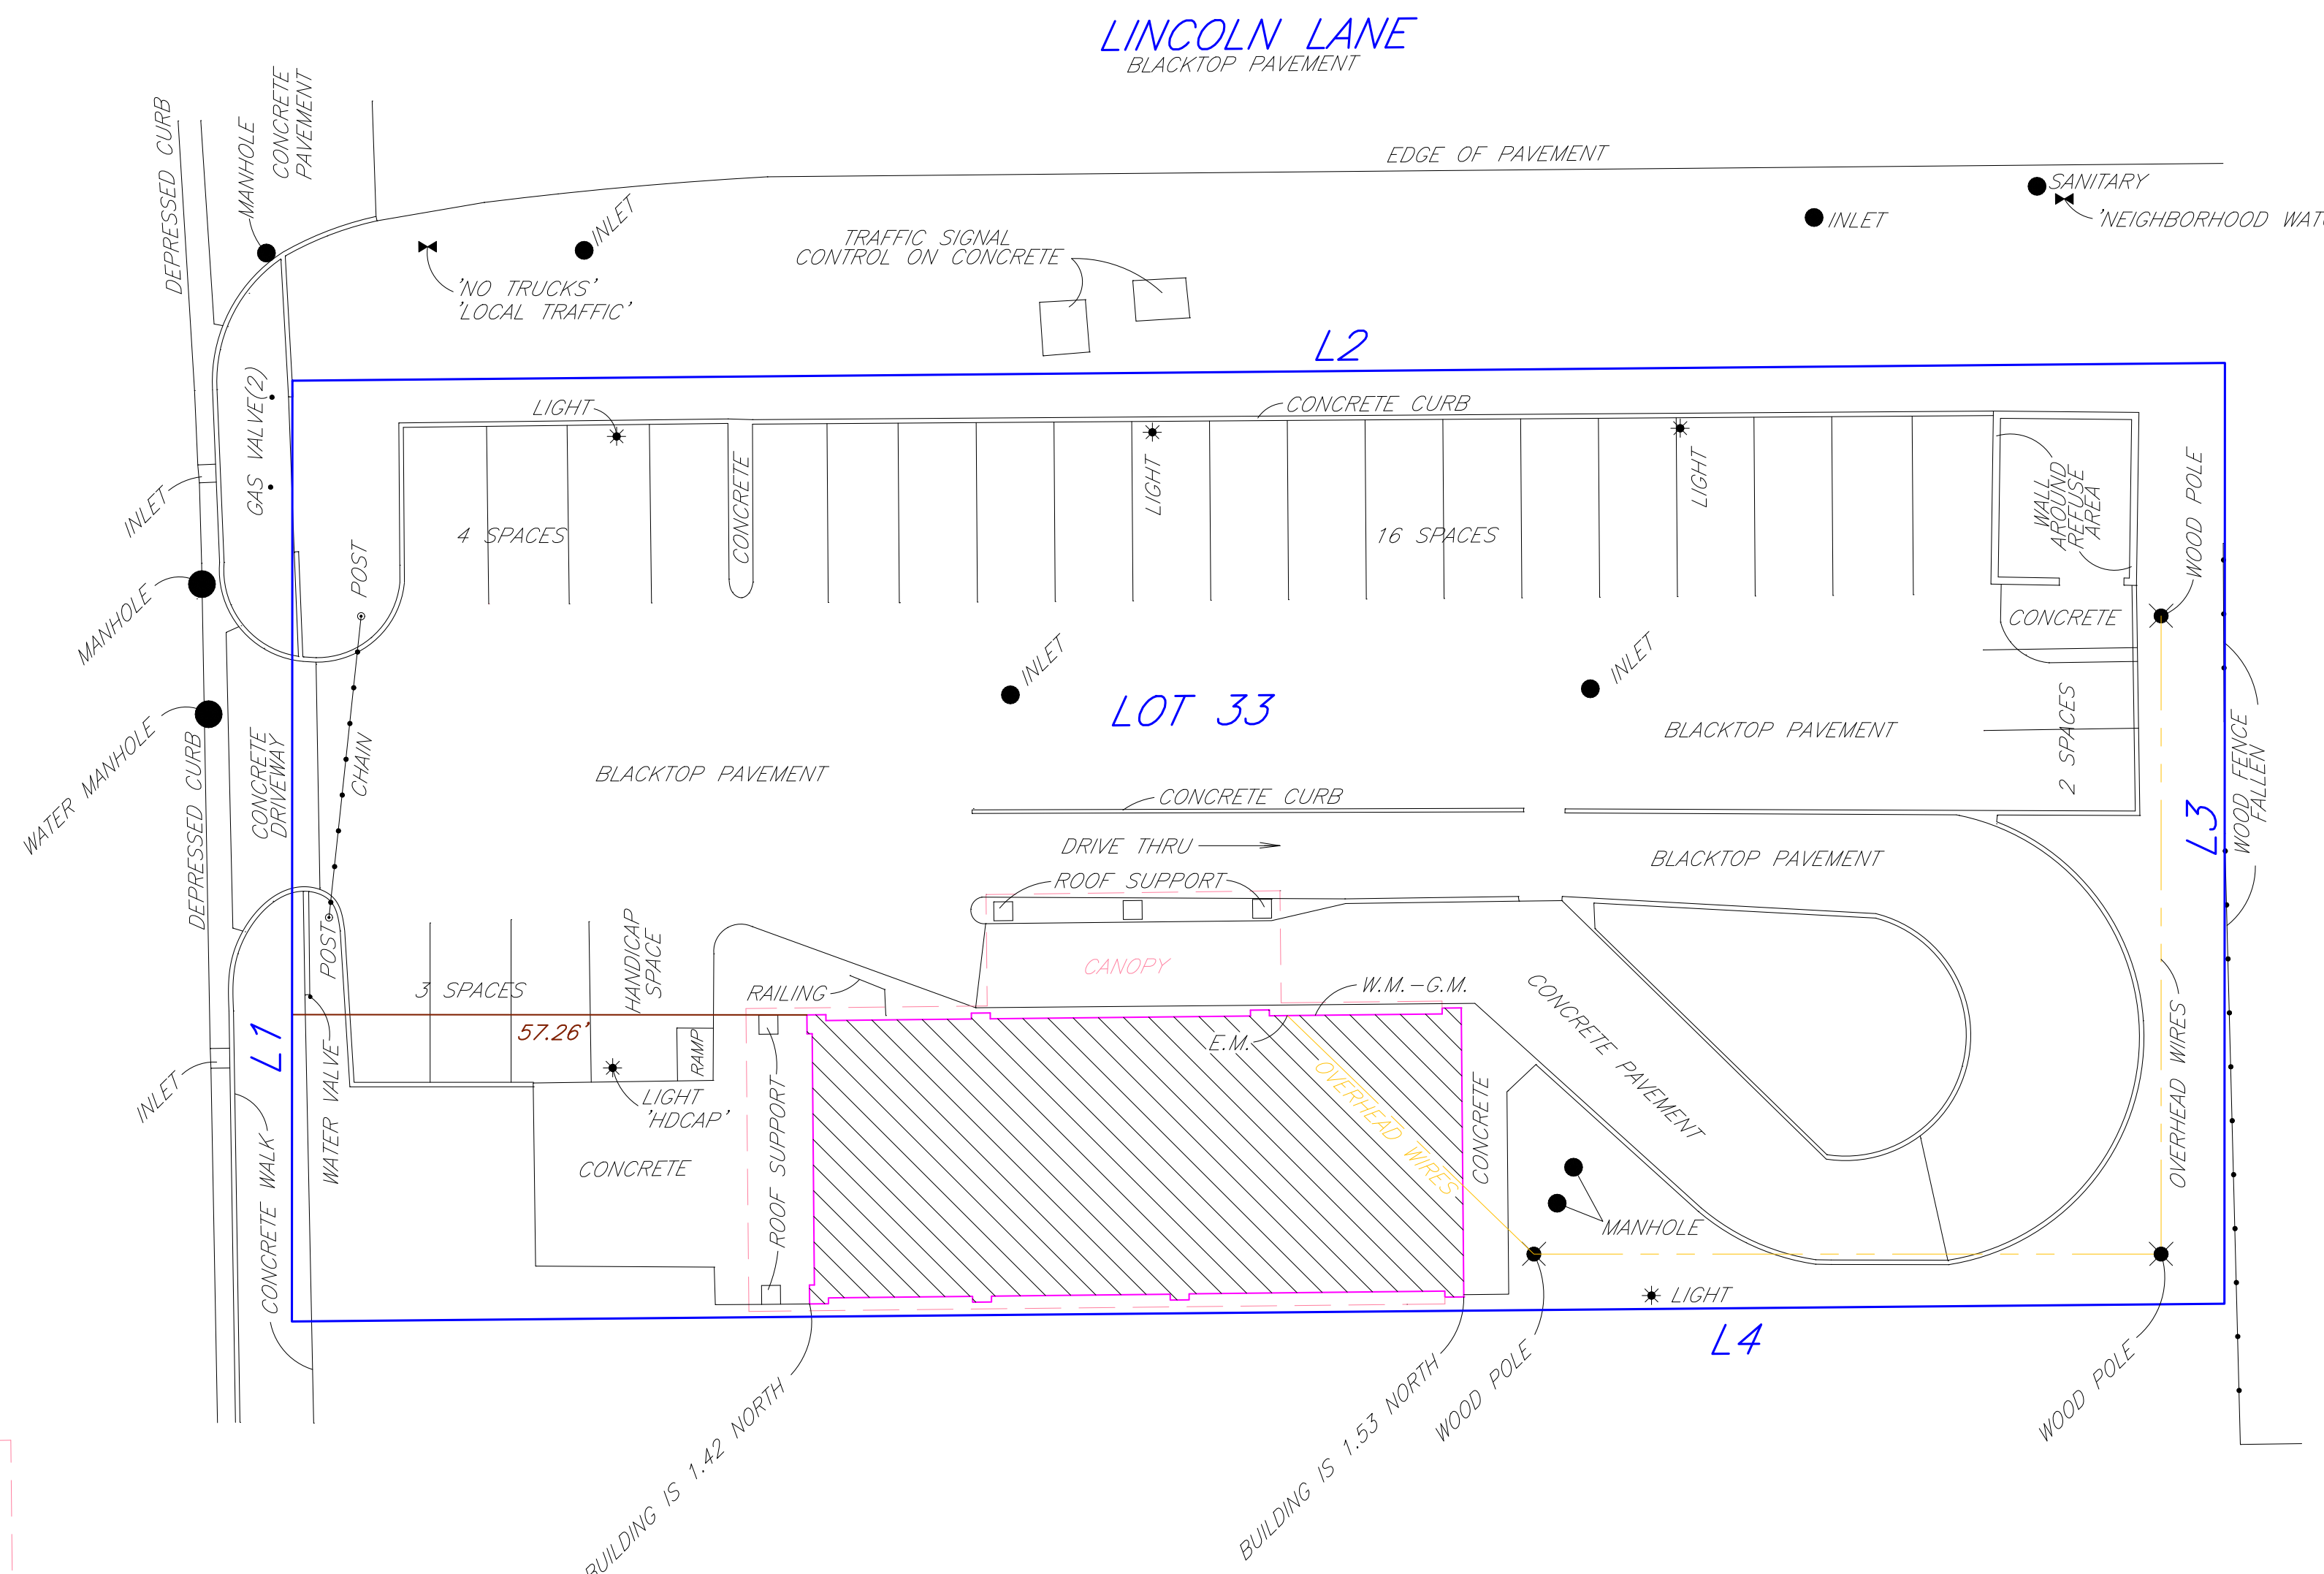 LINCOLN LANE
BLACKTOP PAVEMENT
DEPRESSED CURB
MANHOLE
CONCRETE
PAVEMENT
EDGE OF PAVEMENT
SANITARY
'NEIGHBORHOOD WAT
INLET
INLET
TRAFFIC SIGNAL
CONTROL ON CONCRETE
'NO TRUCKS'
'LOCAL TRAFFIC'
L2
GAS VALVE(2)
LIGHT
CONCRETE CURB
INLET
4 SPACES
CONCRETE
LIGHT
16 SPACES
LIGHT
WALL
AROUND
REFUSE
AREA
WOOD POLE
MANHOLE
POST
CONCRETE
INLET
INLET
LOT 33
WATER MANHOLE
DEPRESSED CURB
CONCRETE
DRIVEWAY
CHAIN
BLACKTOP PAVEMENT
BLACKTOP PAVEMENT
2 SPACES
WOOD FENCE
FALLEN
L3
CONCRETE CURB
DRIVE THRU
BLACKTOP PAVEMENT
ROOF SUPPORT
POST
3 SPACES
HANDICAP
SPACE
RAILING
CANOPY
W.M.-G.M.
CONCRETE PAVEMENT
57.26'
L1
E.M.
RAMP
OVERHEAD WIRES
OVERHEAD WIRES
INLET
WATER VALVE
LIGHT
'HDCAP'
ROOF SUPPORT
CONCRETE
CONCRETE
CONCRETE WALK
MANHOLE
LIGHT
L4
BUILDING IS 1.42 NORTH
BUILDING IS 1.53 NORTH
WOOD POLE
WOOD POLE